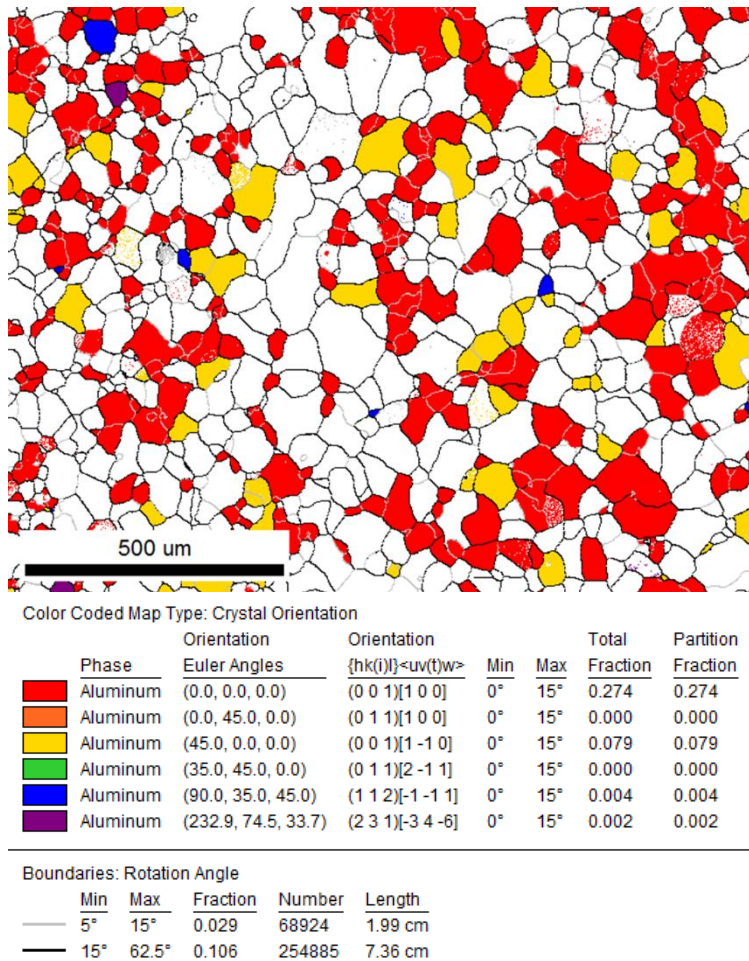 500 um
Color Coded Map Type: Crystal Orientation
Orientation Orientation Total Partition
Phase Euler Angles {hk(i)l}<uv(t)w> Min Max Fraction Fraction
Aluminum (0.0, 0.0, 0.0) (0 0 1)[1 0 0] 0° 15° 0.274 0.274
Aluminum (0.0, 45.0, 0.0) (0 1 1)[1 0 0] 0° 15° 0.000 0.000
Aluminum (45.0, 0.0, 0.0) (0 0 1)[1 -1 0] 0° 15° 0.079 0.079
Aluminum (35.0, 45.0, 0.0) (0 1 1)[2 -1 1] 0° 15° 0.000 0.000
Aluminum (90.0, 35.0, 45.0) (1 1 2)[-1 -1 1] 0° 15° 0.004 0.004
Aluminum (232.9, 74.5, 33.7) (2 3 1)[-3 4 -6] 0° 15° 0.002 0.002
Boundaries: Rotation Angle
Min Max Fraction Number Length
5° 15° 0.029 68924 1.99 cm
15° 62.5° 0.106 254885 7.36 cm